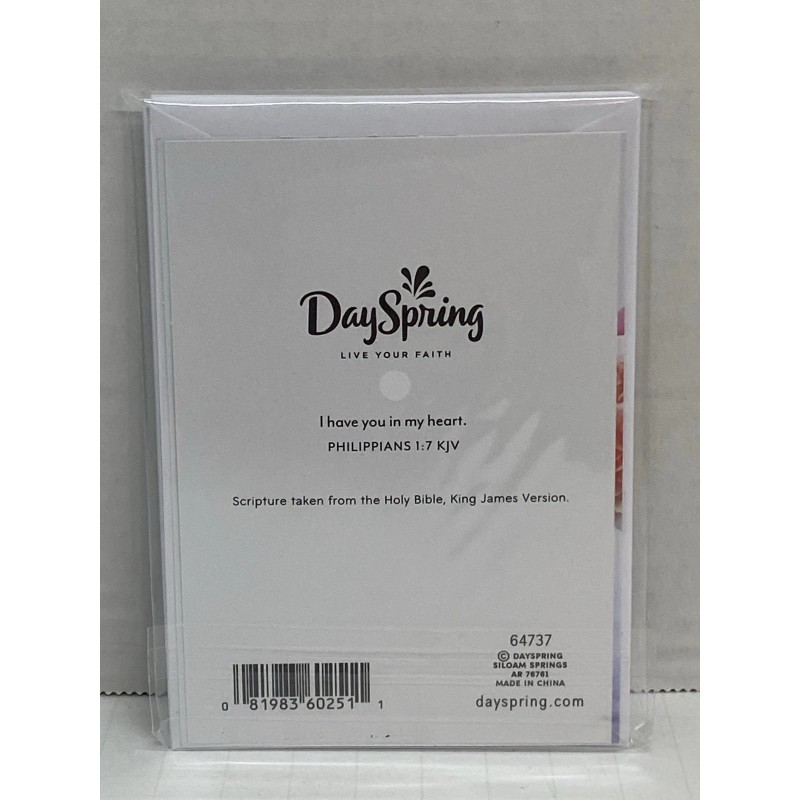 DaySpring
LIVE YOUR FAITH
I have you in my heart.
PHILIPPIANS 1:7 KJV
Scripture taken from the Holy Bible, King James Version.
64737
© DAYSPRING
SILOAM SPRINGS
AR 76761
MADE IN CHINA
dayspring.com
0 81983 60251 1